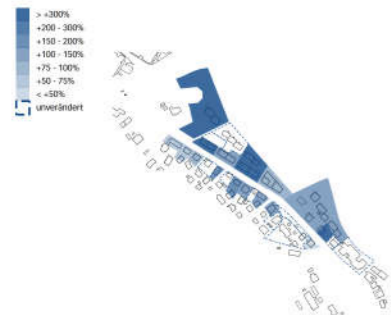 > +300%
+200 - 300%
+150 - 200%
+100 - 150%
+75 - 100%
+50 - 75%
< +50%
unverändert